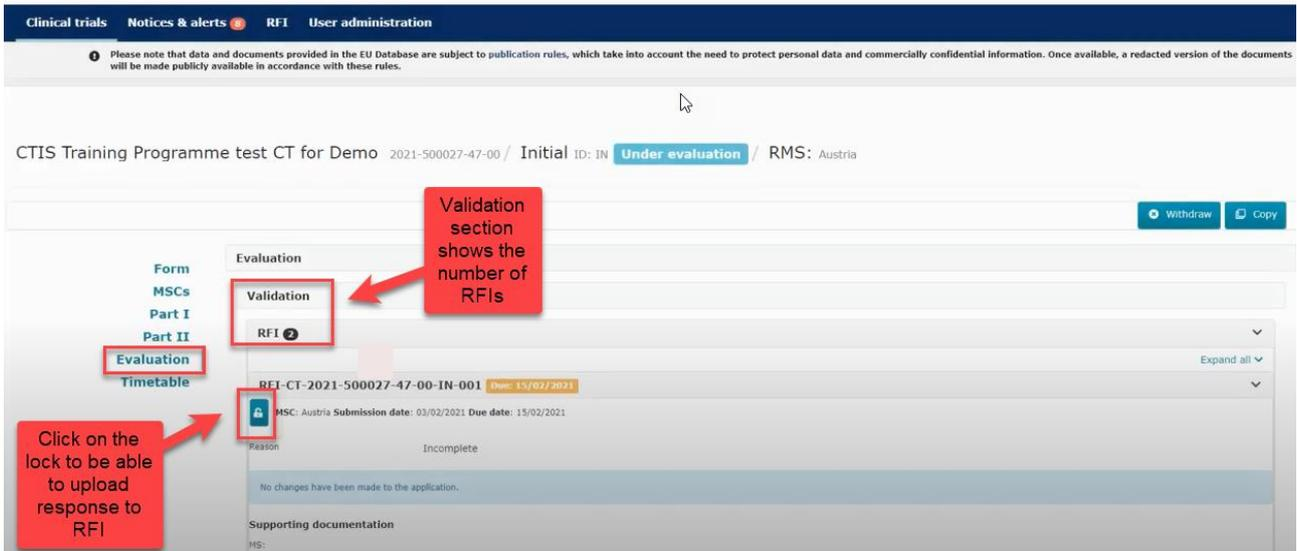 Clinical trials Notices & alerts 8 RFI User administration
Please note that data and documents provided in the EU Database are subject to publication rules, which take into account the need to protect personal data and commercially confidential information. Once available, a redacted version of the documents
will be made publicly available in accordance with these rules.
CTIS Training Programme test CT for Demo 2021-500027-47-00 / Initial ID: IN Under evaluation / RMS: Austria
Withdraw Copy
Validation
section
shows the
number of
RFIs
Form
MSCs
Part I
Part II
Evaluation
Timetable
Evaluation
Validation
RFI 2
Expand all
RFI-CT-2021-500027-47-00-IN-001 Due: 15/02/2021
MSC: Austria Submission date: 03/02/2021 Due date: 15/02/2021
Reason Incomplete
No changes have been made to the application.
Supporting documentation
MS:
Click on the
lock to be able
to upload
response to
RFI